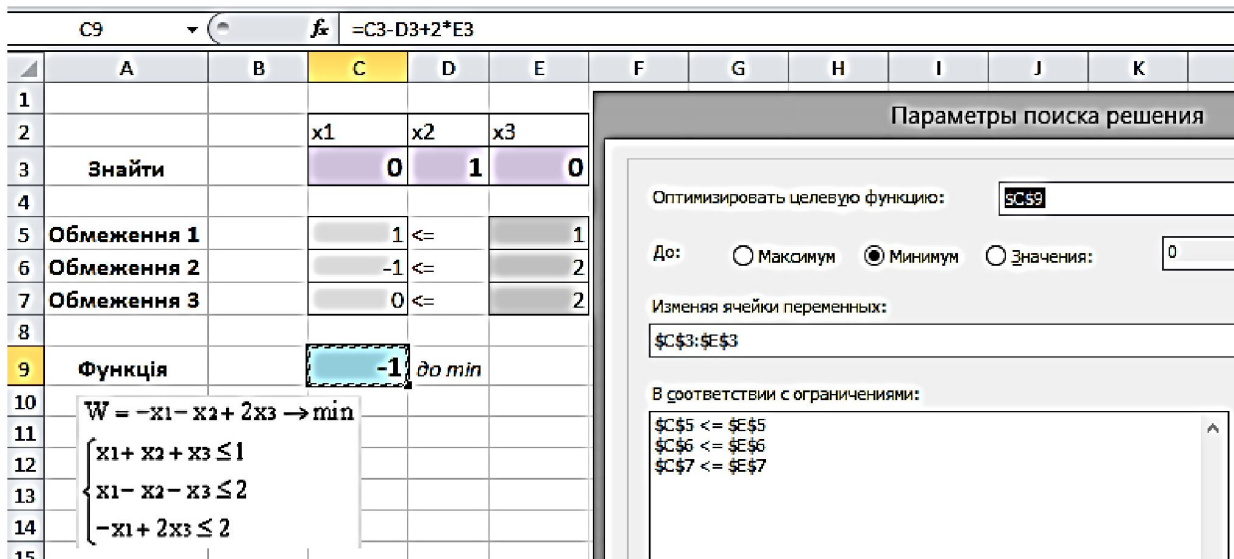 C9 fx =C3-D3+2*E3
A B C D E F G H I J K
1
2 x1 x2 x3
3 Знайти 0 1 0
4
5 Обмеження 1 1 <= 1
6 Обмеження 2 -1 <= 2
7 Обмеження 3 0 <= 2
8
9 Функція -1 до min
10
11
12
13
14
15
W = −x1− x2+ 2x3 →min
x1+ x2 + x3 ≤ 1
x1− x2− x3 ≤ 2
−x1+ 2x3 ≤ 2
Параметры поиска решения
Оптимизировать целевую функцию: $C$9
До: Максимум Минимум Значения: 0
Изменяя ячейки переменных:
$C$3:$E$3
В соответствии с ограничениями:
$C$5 <= $E$5
$C$6 <= $E$6
$C$7 <= $E$7